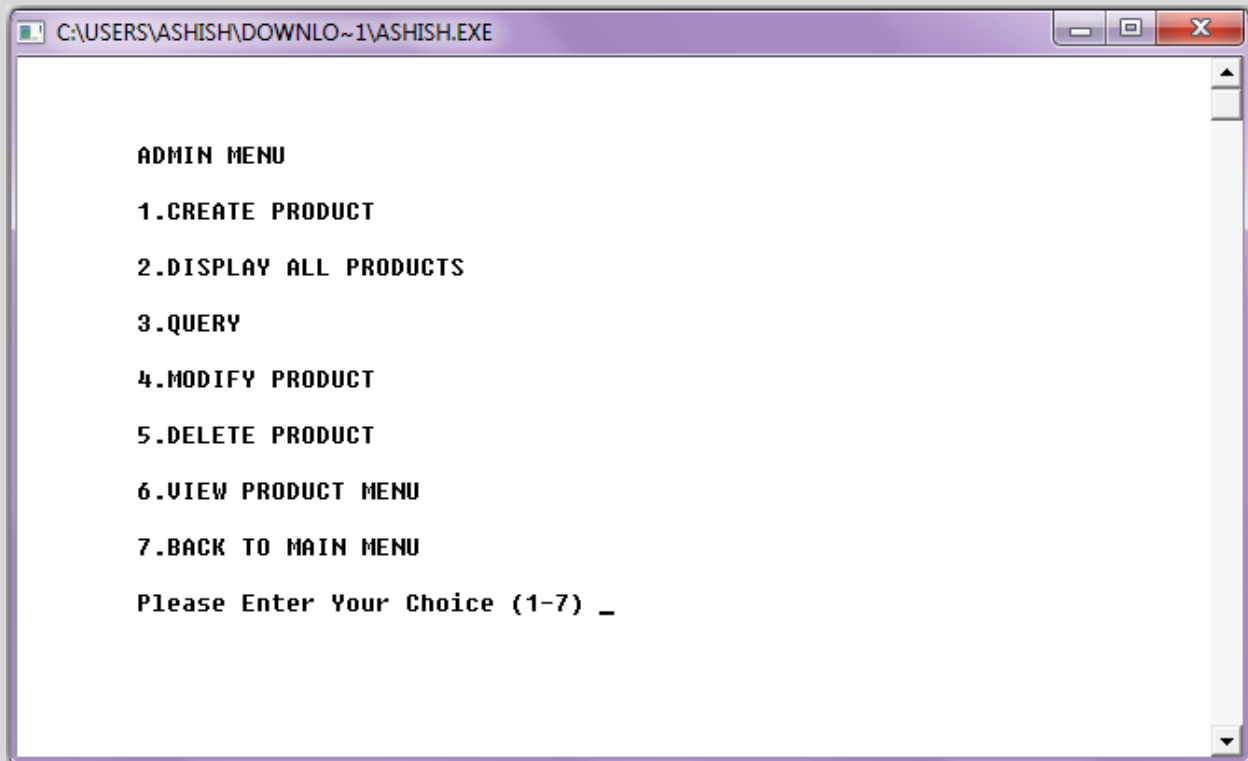 C:\USERS\ASHISH\DOWNLO~1\ASHISH.EXE
ADMIN MENU
1.CREATE PRODUCT
2.DISPLAY ALL PRODUCTS
3.QUERY
4.MODIFY PRODUCT
5.DELETE PRODUCT
6.VIEW PRODUCT MENU
7.BACK TO MAIN MENU
Please Enter Your Choice (1-7) _